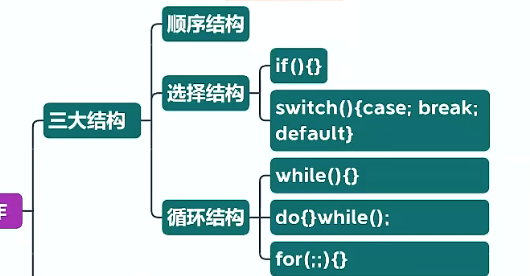 顺序结构
if(){}
选择结构
switch(){case; break;
default}
三大结构
while(){}
循环结构
do{}while();
for(;;){}